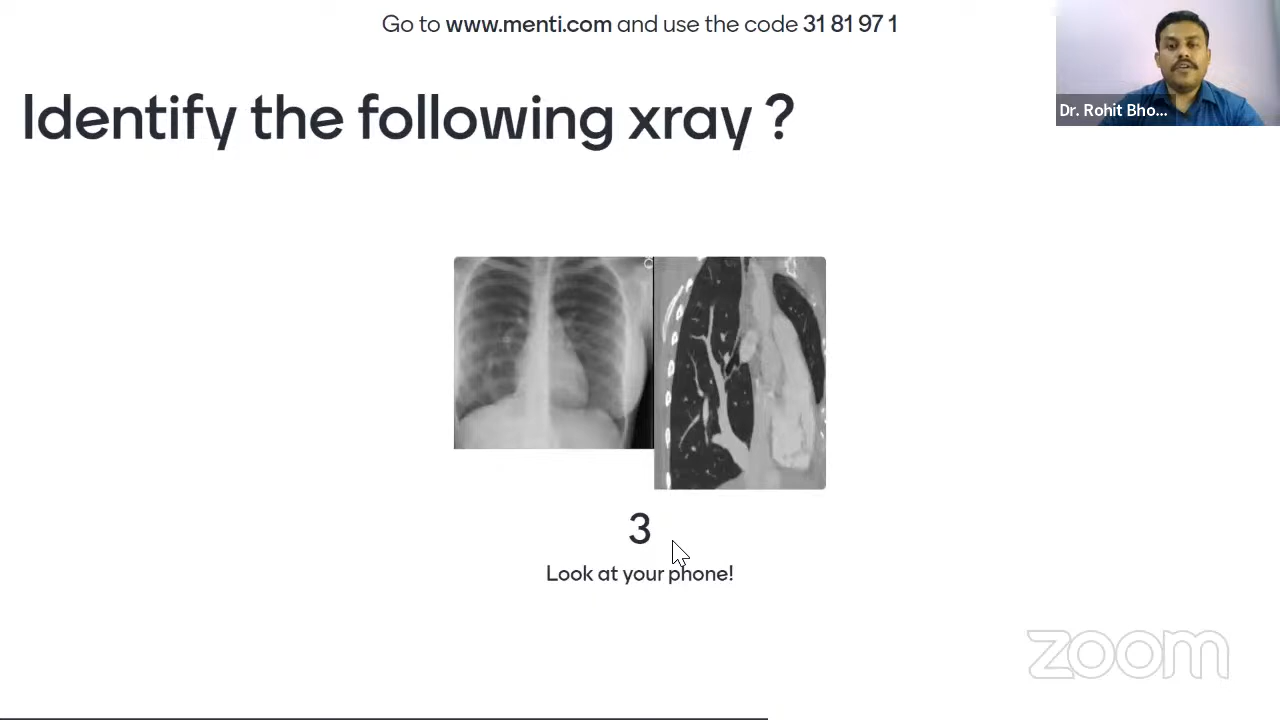 Go to www.menti.com and use the code 31 81 97 1
Dr. Rohit Bho...
Identify the following xray ?
3
Look at your phone!
zoom